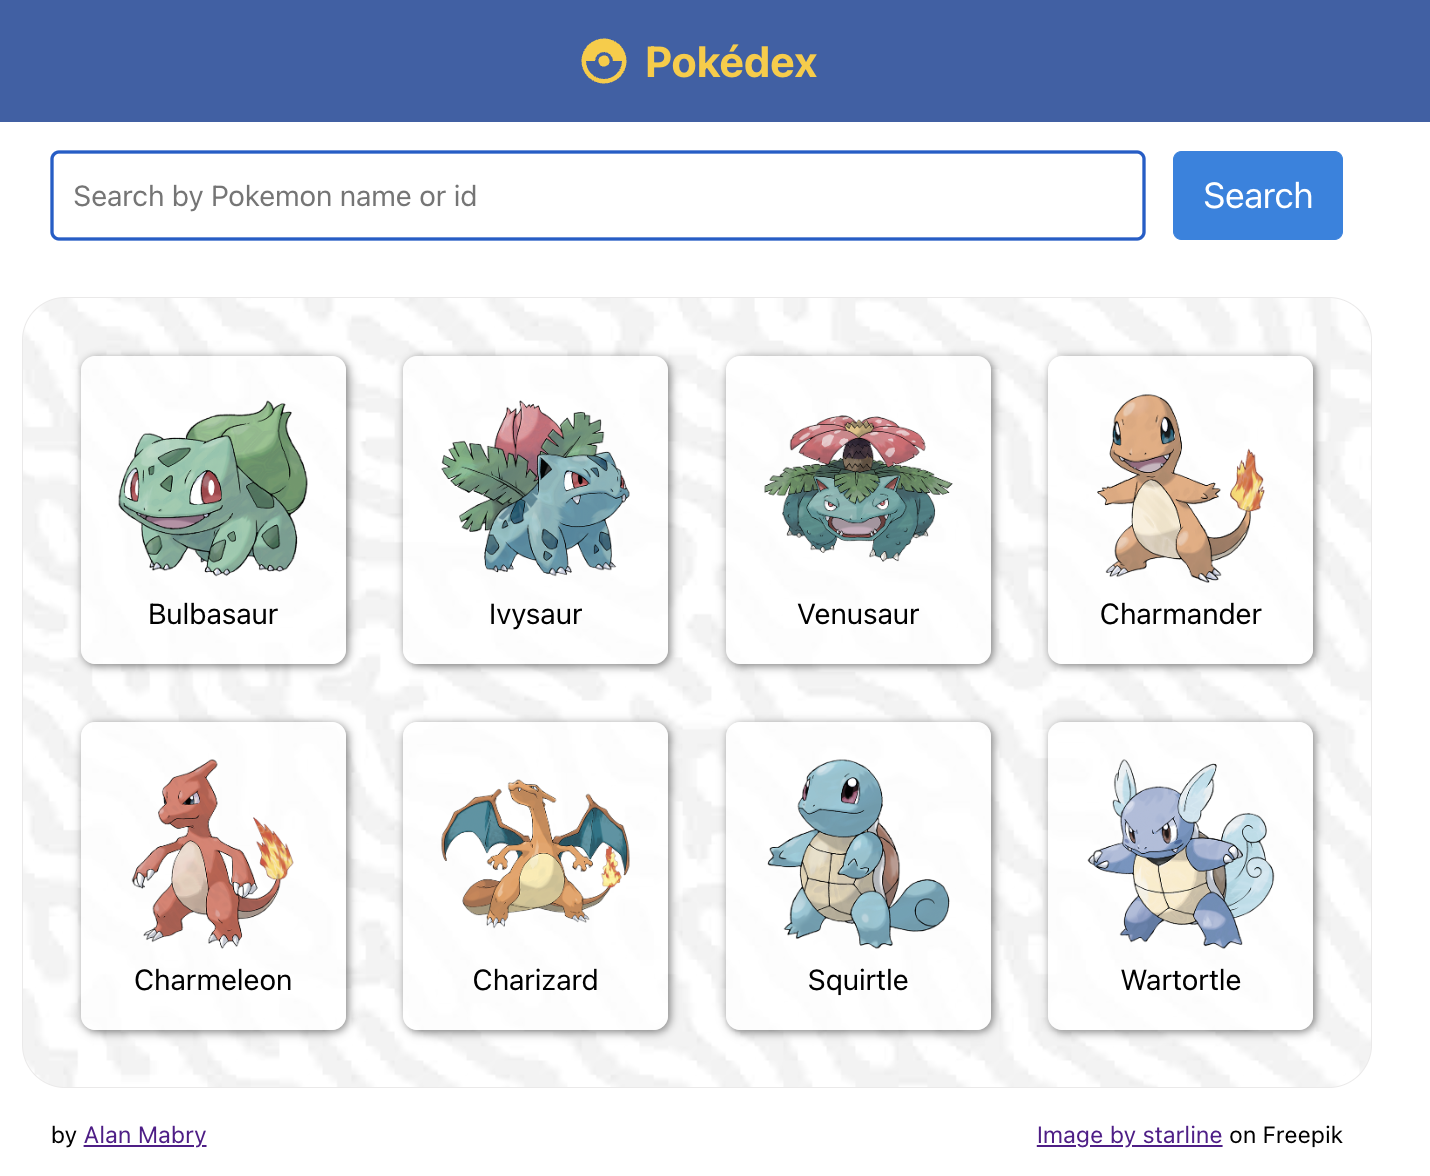 Pokédex
Search by Pokemon name or id
Search
Bulbasaur
Ivysaur
Venusaur
Charmander
Charmeleon
Charizard
Squirtle
Wartortle
by Alan Mabry
Image by starline on Freepik